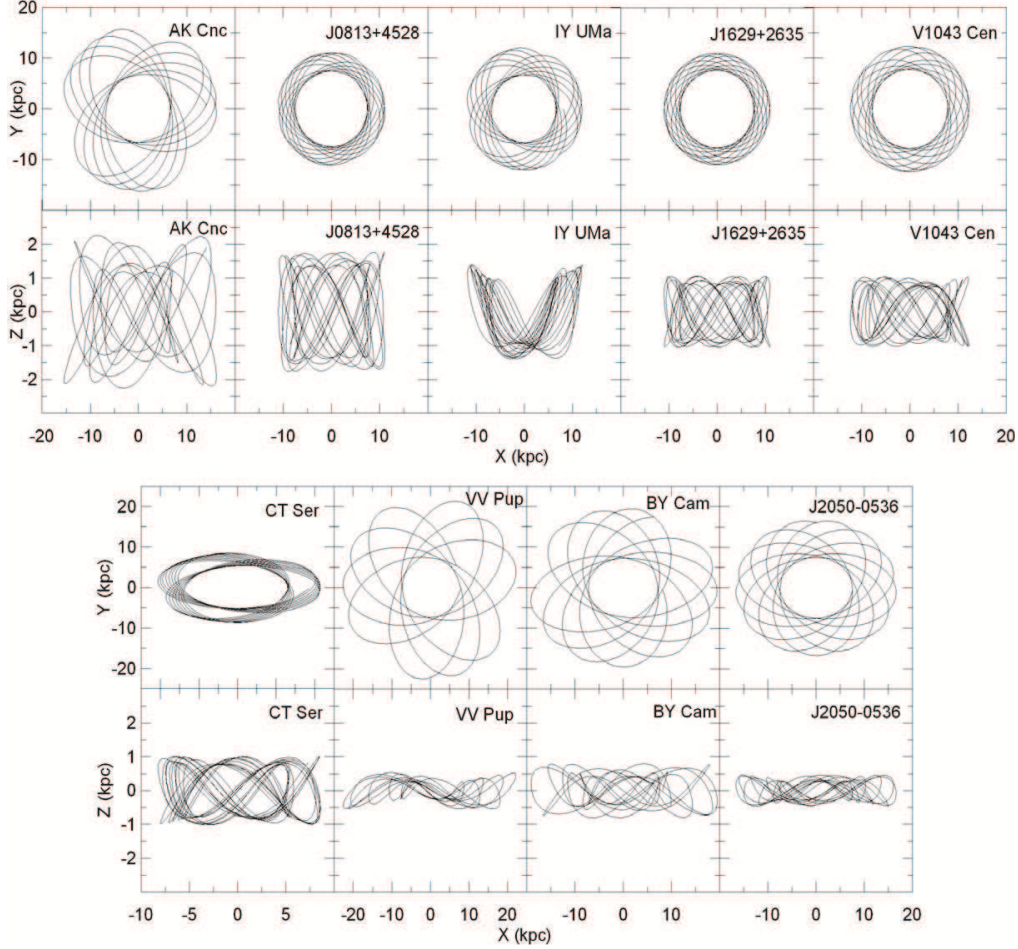 20
AK Cnc
J0813+4528
IY UMa
J1629+2635
V1043 Cen
10
0
-10
Y (kpc)
AK Cnc
J0813+4528
IY UMa
J1629+2635
V1043 Cen
2
1
0
-1
-2
Z (kpc)
-20 -10 0 10 -10 0 10 -10 0 10 -10 0 10 -10 0 10 20
X (kpc)
CT Ser
VV Pup
BY Cam
J2050-0536
20
10
0
-10
-20
Y (kpc)
CT Ser
VV Pup
BY Cam
J2050-0536
2
1
0
-1
-2
Z (kpc)
-10 -5 0 5 -20 -10 0 10 -10 0 10 -10 0 10 20
X (kpc)